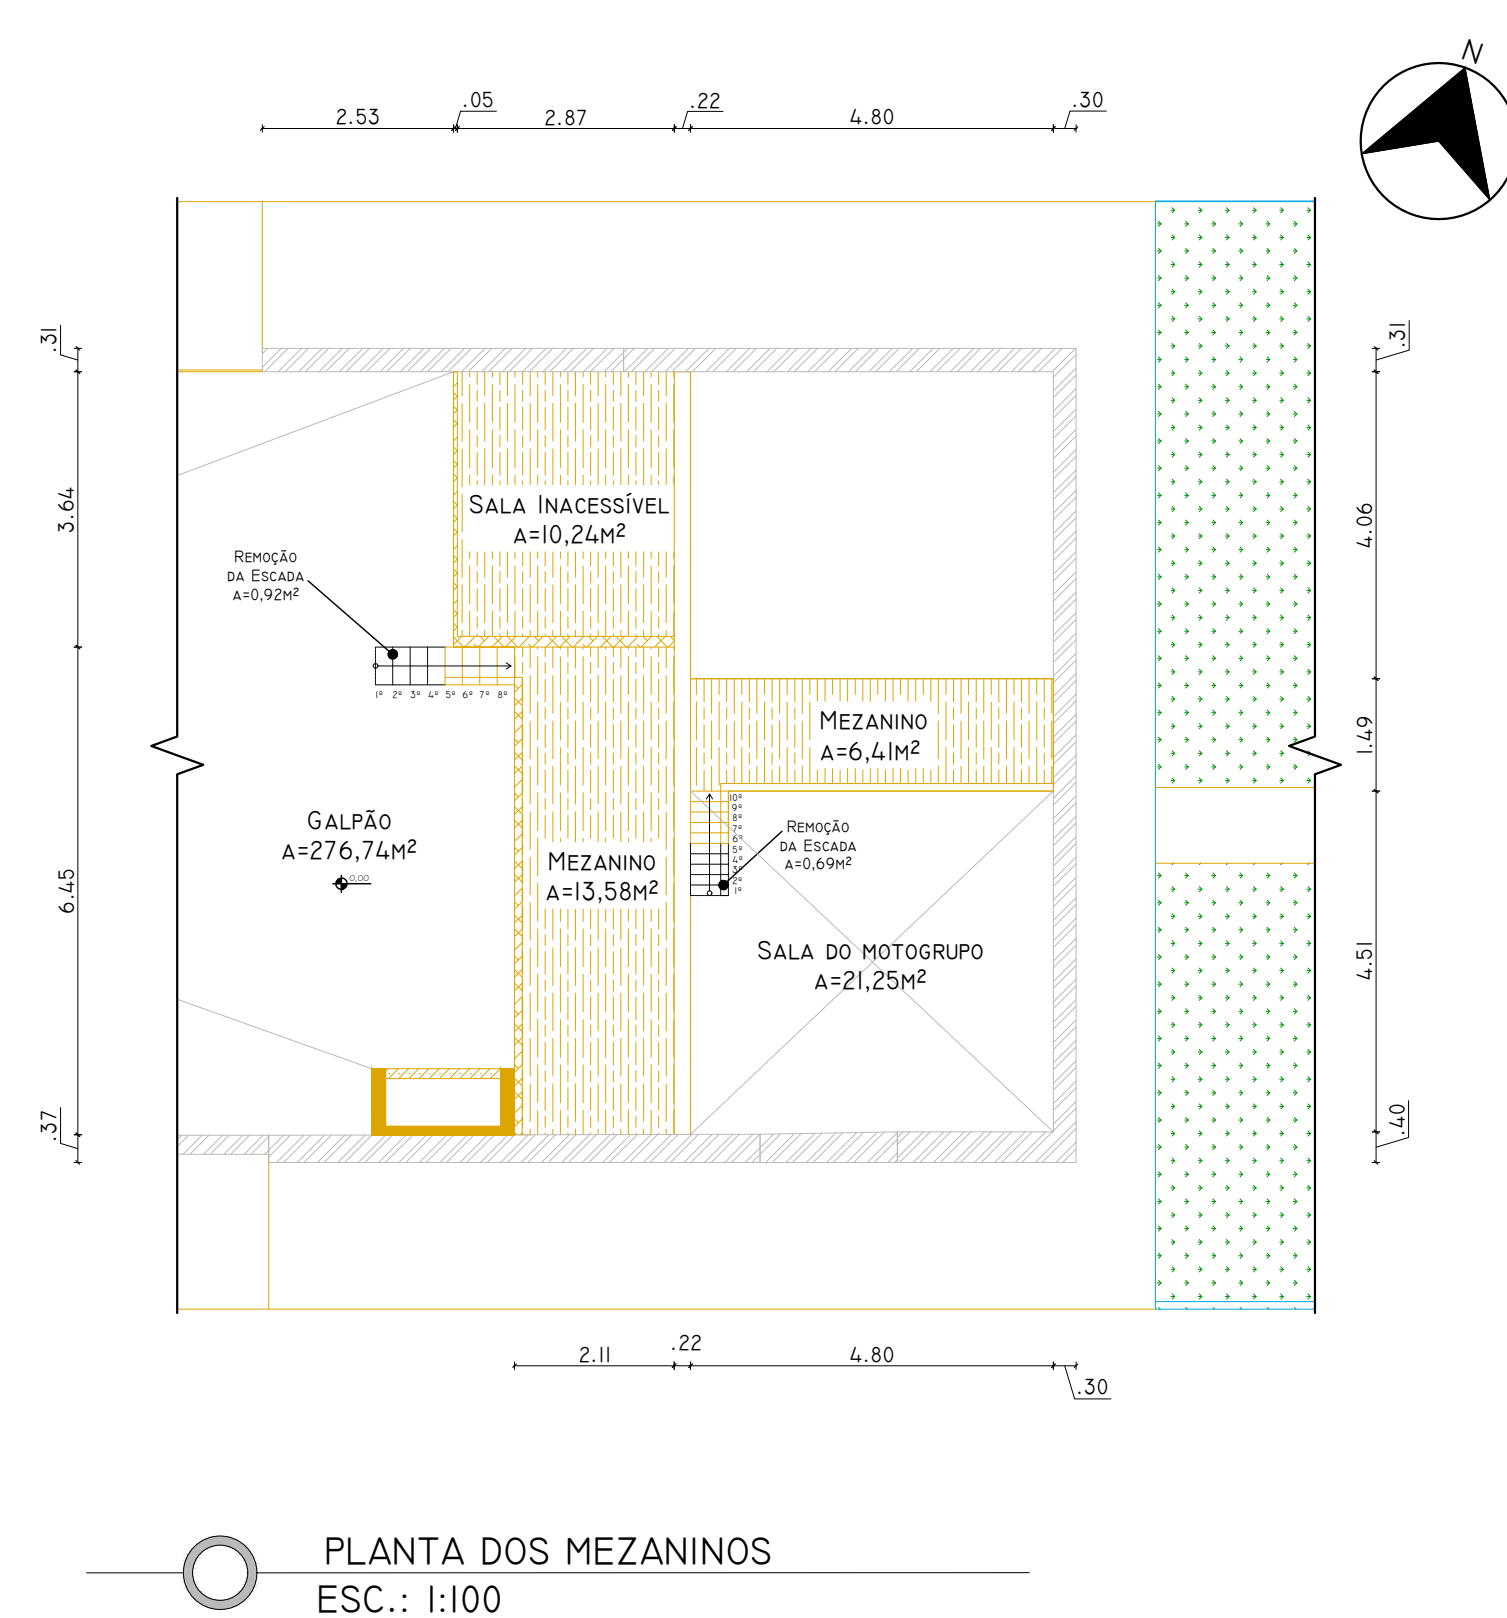 N
2.53
.05
2.87
.22
4.80
.30
.31
3.64
6.45
.37
.31
4.06
1.49
4.51
.40
Sala Inacessível
A=10,24m²
Remoção
da Escada
A=0,92m²
1º 2º 3º 4º 5º 6º 7º 8º
Mezanino
A=6,41m²
Galpão
A=276,74m²
0,00
Mezanino
A=13,58m²
10º
9º
8º
7º
6º
5º
4º
3º
2º
1º
Remoção
da Escada
A=0,69m²
Sala do motogrupo
A=21,25m²
2.11
.22
4.80
.30
PLANTA DOS MEZANINOS
ESC.: 1:100